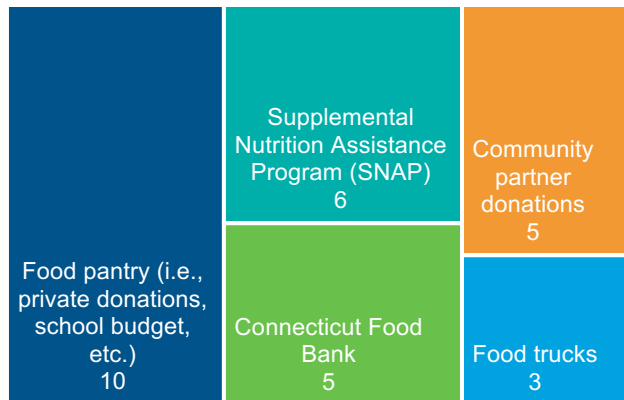 Food pantry (i.e.,
private donations,
school budget,
etc.)
10
Supplemental
Nutrition Assistance
Program (SNAP)
6
Connecticut Food
Bank
5
Community
partner
donations
5
Food trucks
3